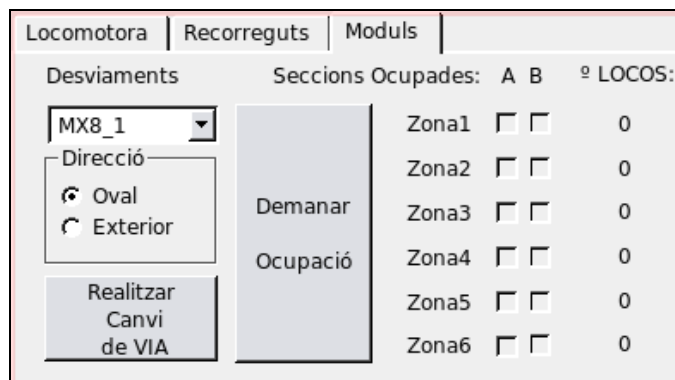 Locomotora Recorreguts Moduls
Desviaments Seccions Ocupades: A B º LOCOS:
MX8_1 Zona1 0
Direcció Zona2 0
Oval
Demanar Zona3 0
Exterior
Ocupació Zona4 0
Realitzar Zona5 0
Canvi
de VIA Zona6 0